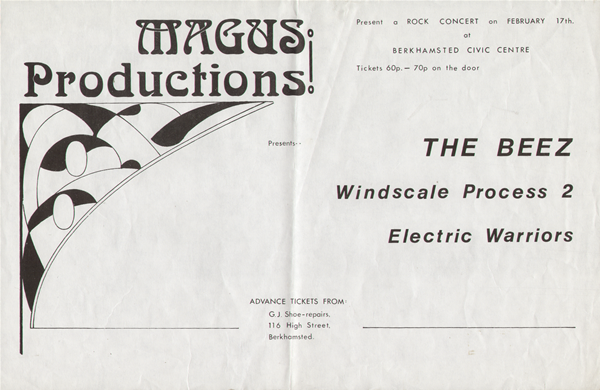 MAGUS
Productions!
Present a ROCK CONCERT on FEBRUARY 17th.
at
BERKHAMSTED CIVIC CENTRE
Tickets 60p.— 70p on the door
Presents--
THE BEEZ
Windscale Process 2
Electric Warriors
ADVANCE TICKETS FROM:
G.J. Shoe-repairs.
116 High Street.
Berkhamsted.